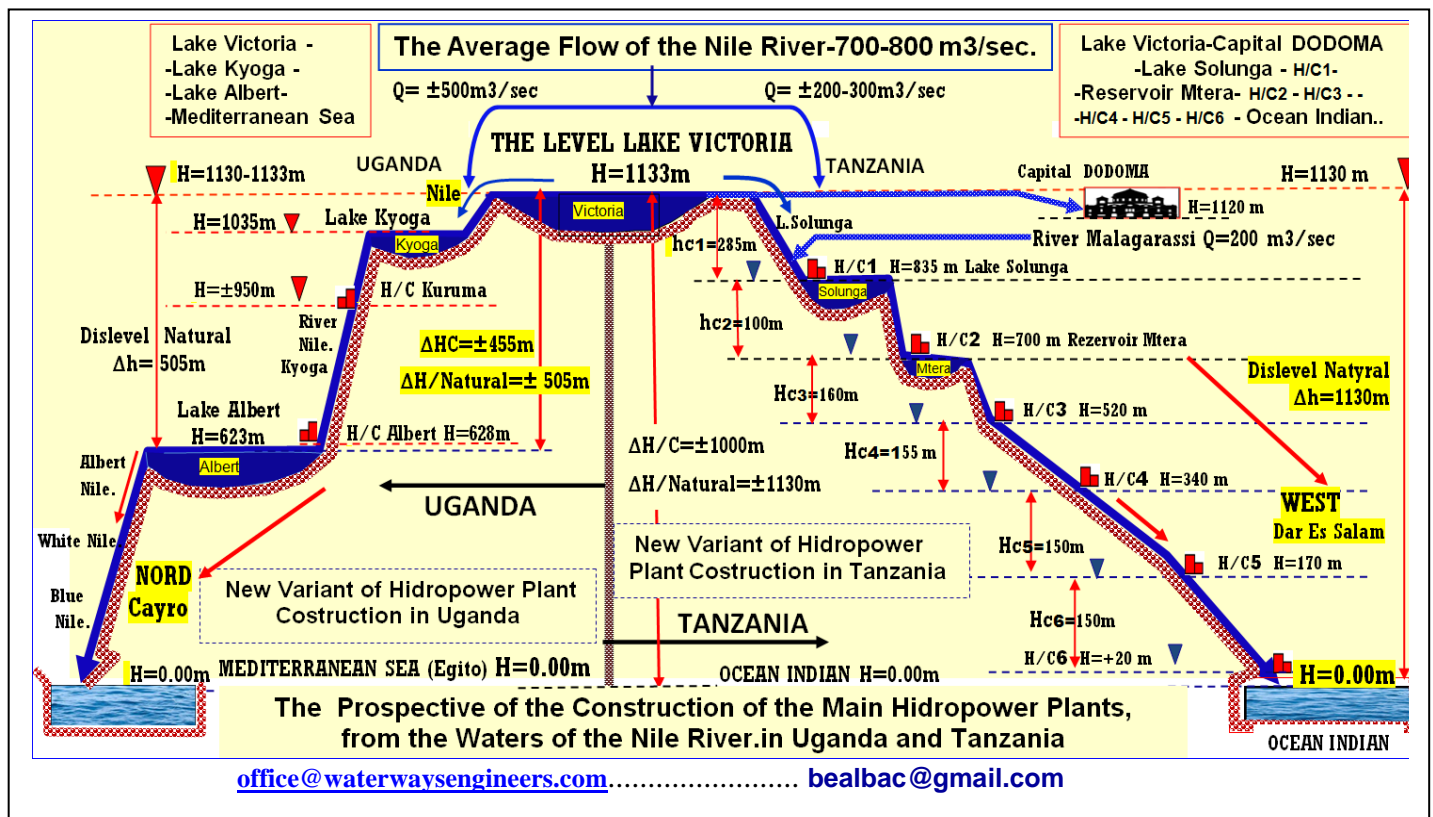 Lake Victoria -
-Lake Kyoga -
-Lake Albert-
-Mediterranean Sea
The Average Flow of the Nile River-700-800 m3/sec.
Lake Victoria-Capital DODOMA
-Lake Solunga - H/C1-
-Reservoir Mtera- H/C2 - H/C3 - -
-H/C4 - H/C5 - H/C6 - Ocean Indian..
Q= ±500m3/sec
Q= ±200-300m3/sec
THE LEVEL LAKE VICTORIA
H=1133m
UGANDA
TANZANIA
H=1130-1133m
Nile
Victoria
Capital DODOMA
H=1130 m
H=1120 m
H=1035m
Lake Kyoga
Kyoga
L.Solunga
River Malagarassi Q=200 m3/sec
hc1=285m
H/C1 H=835 m Lake Solunga
Solunga
H=±950m
H/C Kuruma
River
Nile.
Kyoga
Dislevel Natural
Δh= 505m
ΔHC=±455m
ΔH/Natural=± 505m
hc2=100m
H/C2 H=700 m Rezervoir Mtera
Mtera
Dislevel Natyral
Δh=1130m
Hc3=160m
H/C3 H=520 m
Lake Albert
H=623m
H/C Albert H=628m
Albert
Albert
Nile.
ΔH/C=±1000m
ΔH/Natural=±1130m
Hc4=155 m
H/C4 H=340 m
UGANDA
WEST
Dar Es Salam
White Nile.
New Variant of Hidropower
Plant Costruction in Tanzania
Hc5=150m
H/C5 H=170 m
NORD
Cayro
New Variant of Hidropower Plant
Costruction in Uganda
Blue
Nile.
TANZANIA
Hc6=150m
H/C6 H=+20 m
H=0.00m
MEDITERRANEAN SEA (Egito) H=0.00m
OCEAN INDIAN H=0.00m
H=0.00m
The Prospective of the Construction of the Main Hidropower Plants,
from the Waters of the Nile River.in Uganda and Tanzania
OCEAN INDIAN
office@waterwaysengineers.com........................ bealbac@gmail.com